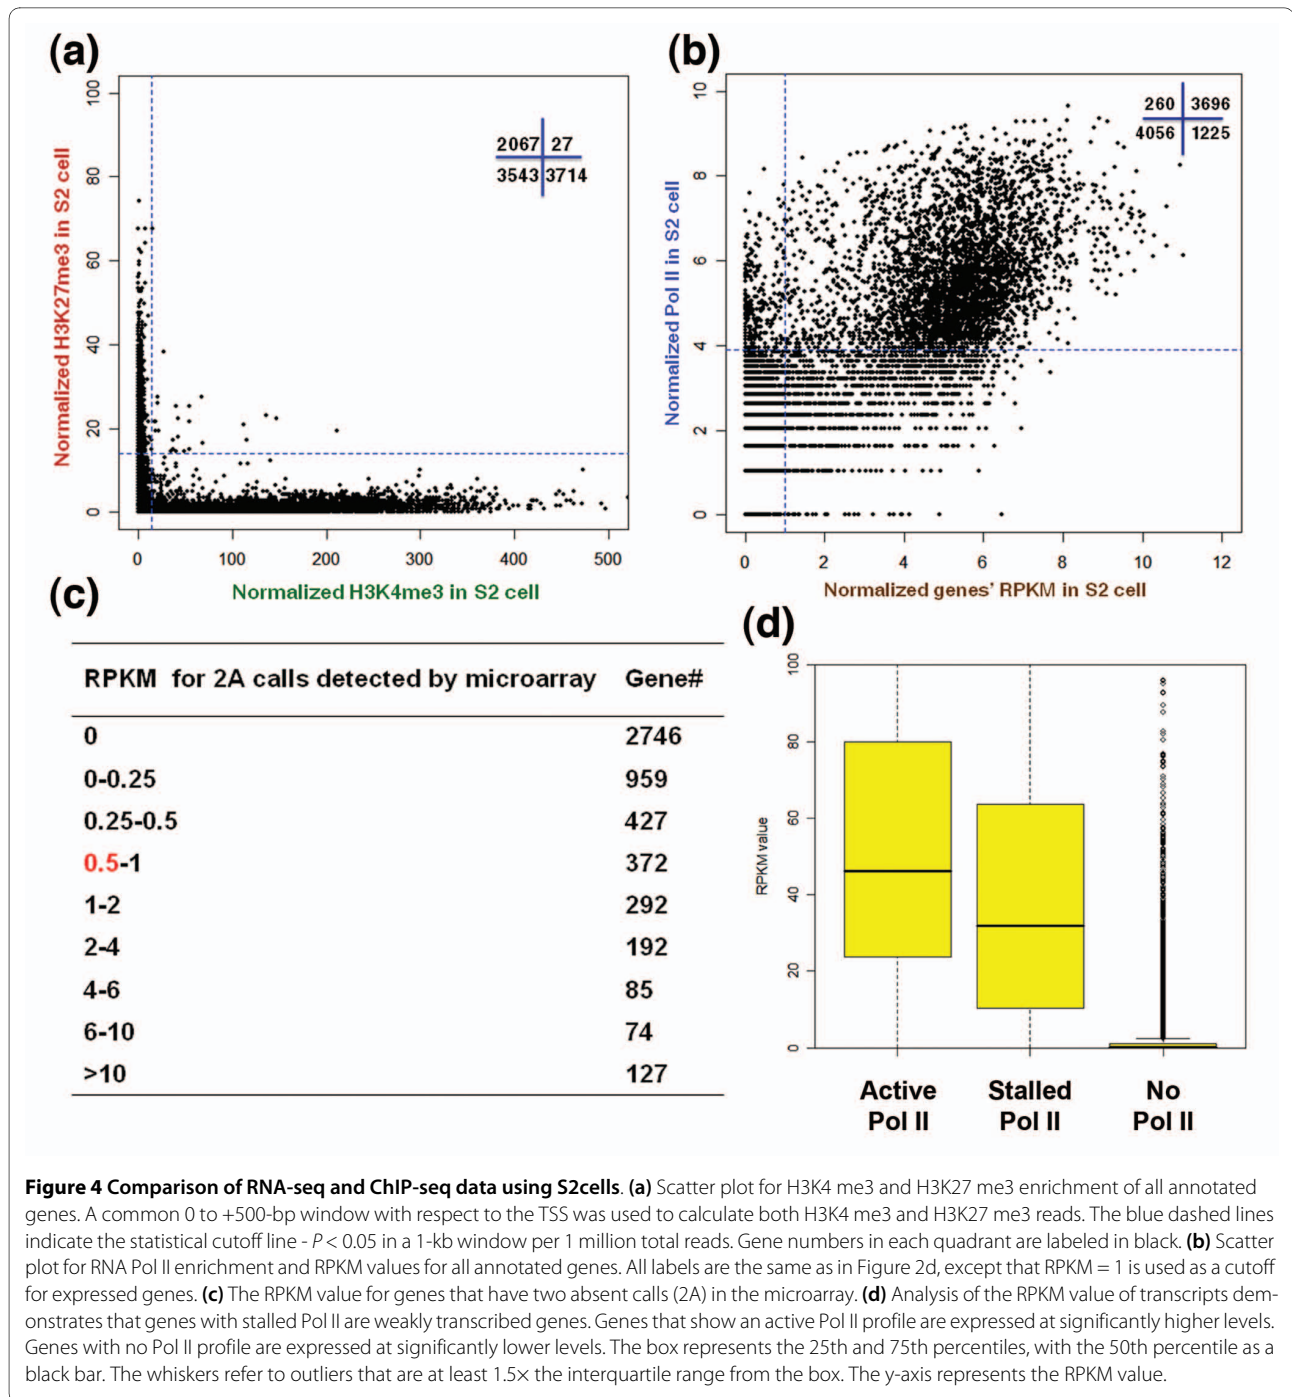 (a)
100
80
60
40
20
0
Normalized H3K27me3 in S2 cell
2067 27
3543 3714
0 100 200 300 400 500
Normalized H3K4me3 in S2 cell
(b)
10
8
6
4
2
0
Normalized Pol II in S2 cell
260 3696
4056 1225
0 2 4 6 8 10 12
Normalized genes' RPKM in S2 cell
(c)
RPKM for 2A calls detected by microarray Gene#
0 2746
0-0.25 959
0.25-0.5 427
0.5-1 372
1-2 292
2-4 192
4-6 85
6-10 74
>10 127
(d)
100
80
60
40
20
0
RPKM value
Active Stalled No
Pol II Pol II Pol II
Figure 4 Comparison of RNA-seq and ChIP-seq data using S2cells. (a) Scatter plot for H3K4 me3 and H3K27 me3 enrichment of all annotated
genes. A common 0 to +500-bp window with respect to the TSS was used to calculate both H3K4 me3 and H3K27 me3 reads. The blue dashed lines
indicate the statistical cutoff line - P < 0.05 in a 1-kb window per 1 million total reads. Gene numbers in each quadrant are labeled in black. (b) Scatter
plot for RNA Pol II enrichment and RPKM values for all annotated genes. All labels are the same as in Figure 2d, except that RPKM = 1 is used as a cutoff
for expressed genes. (c) The RPKM value for genes that have two absent calls (2A) in the microarray. (d) Analysis of the RPKM value of transcripts dem-
onstrates that genes with stalled Pol II are weakly transcribed genes. Genes that show an active Pol II profile are expressed at significantly higher levels.
Genes with no Pol II profile are expressed at significantly lower levels. The box represents the 25th and 75th percentiles, with the 50th percentile as a
black bar. The whiskers refer to outliers that are at least 1.5× the interquartile range from the box. The y-axis represents the RPKM value.